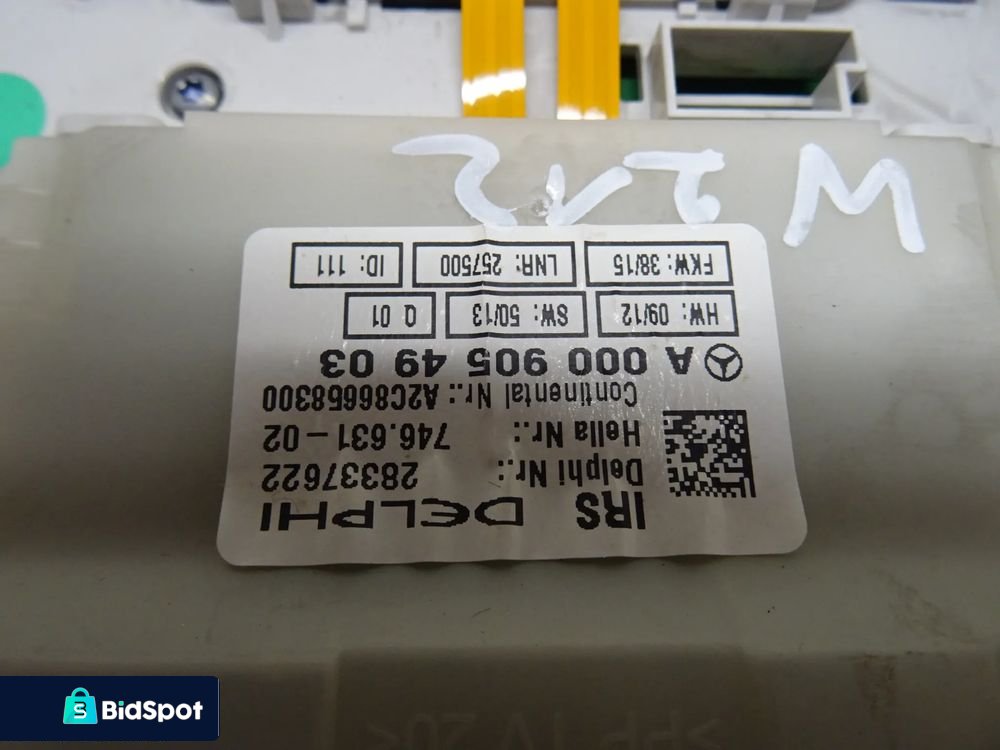 IRS DELPHI
Delphi Nr.: 28337622
Hella Nr.: 746.631-02
Continental Nr.: A2C86658300
A 000 905 49 03
HW: 09/12 SW: 50/13 Q 01
FKW: 38/15 LNR: 257500 ID: 111
W 212
BidSpot